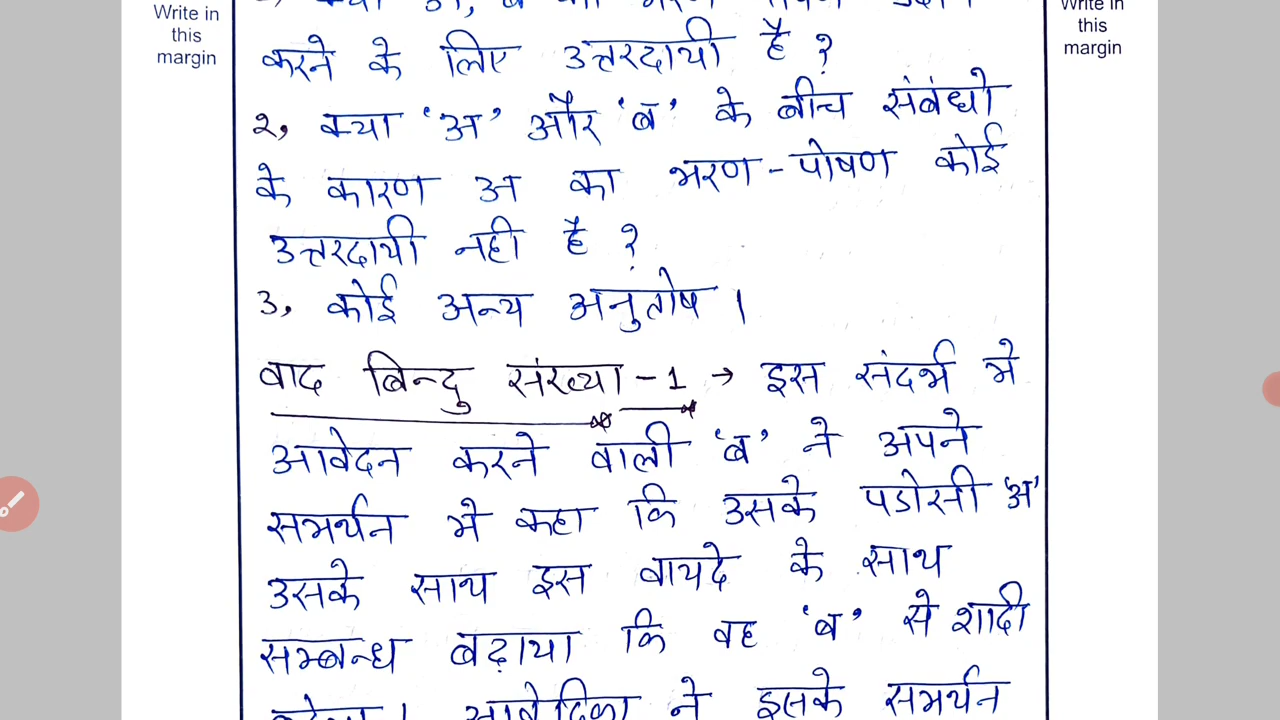 Write in
this
margin
Write in
this
margin
करने के लिए उत्तरदायी है ?
२, क्या 'अ' और 'ब' के बीच संबंधो
के कारण अ का भरण-पोषण कोई
उत्तरदायी नही है ?
3, कोई अन्य अनुतोष ।
वाद बिन्दु संख्या - 1 → इस संदर्भ मे
आवेदन करने वाली 'ब' ने अपने
समर्थन मे कहा कि उसके पडोसी 'अ'
उसके साथ इस वायदे के साथ
सम्बन्ध बढ़ाया कि वह 'ब' से शादी
ने इसके समर्थन